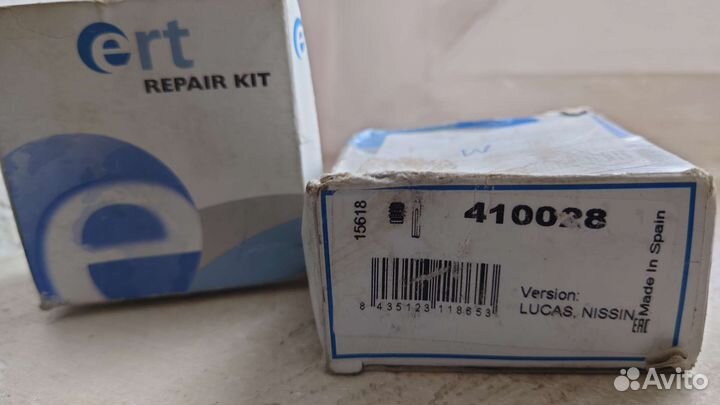 ert
REPAIR KIT
e
M
15618
410028
8 435123 118653
Version:
LUCAS, NISSIN
EAC
Made In Spain
Avito